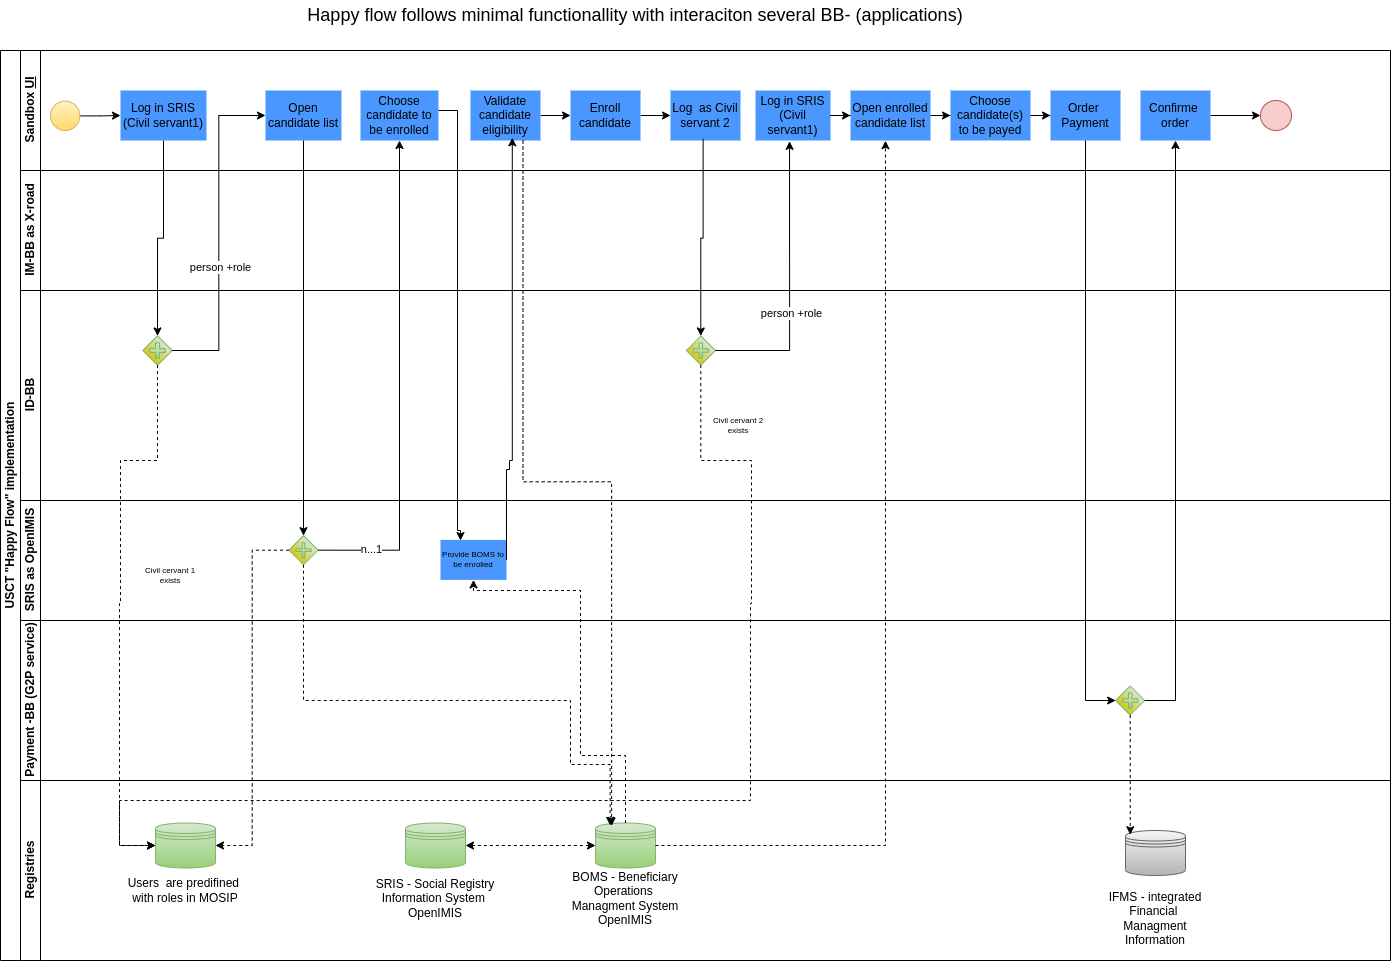 Happy flow follows minimal functionallity with interaciton several BB- (applications)
USCT "Happy Flow" implementation
Sandbox UI
Log in SRIS
(Civil servant1)
Open
candidate list
Choose
candidate to
be enrolled
Validate
candidate
eligibility
Enroll
candidate
Log  as Civil
servant 2
Log in SRIS
(Civil
servant1)
Open enrolled
candidate list
Choose
candidate(s)
to be payed
Order
Payment
Confirme
order
IM-BB as X-road
person +role
ID-BB
person +role
Civil cervant 2
exists
SRIS as OpenIMIS
n...1
Provide BOMS to
be enrolled
Civil cervant 1
exists
Payment -BB (G2P service)
Registries
Users  are predifined
with roles in MOSIP
SRIS - Social Registry
Information System
OpenIMIS
BOMS - Beneficiary
Operations
Managment System
OpenIMIS
IFMS - integrated
Financial
Managment
Information